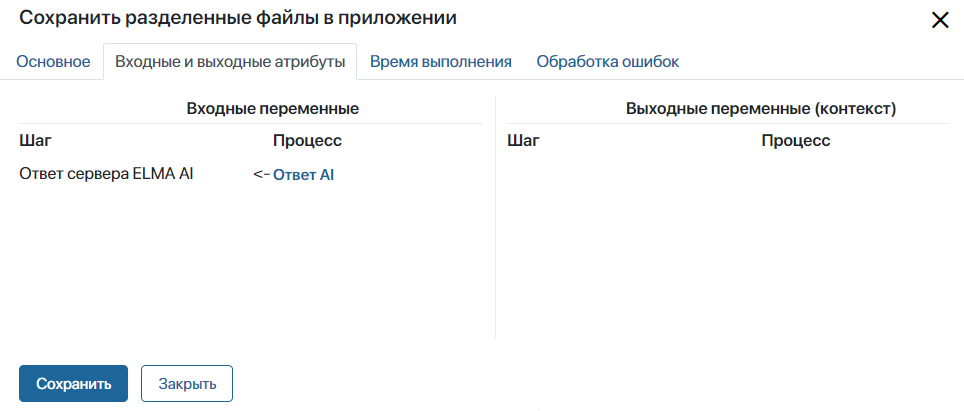 Сохранить разделенные файлы в приложении
Основное Входные и выходные атрибуты Время выполнения Обработка ошибок
Входные переменные Выходные переменные (контекст)
Шаг Процесс Шаг Процесс
Ответ сервера ELMA AI <- Ответ AI
Сохранить Закрыть